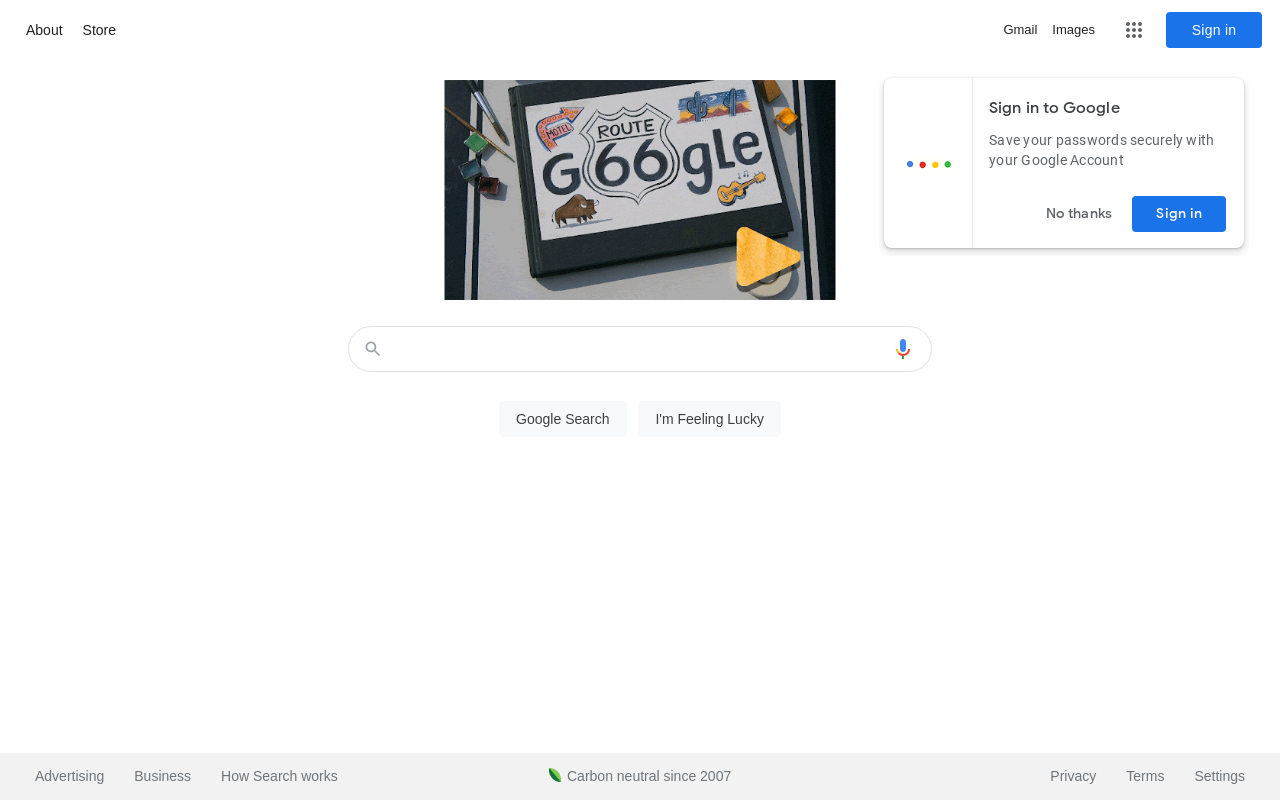 About
Store
Gmail
Images
Sign in
MOTEL
ROUTE
G66gle
Sign in to Google
Save your passwords securely with
your Google Account
No thanks
Sign in
Google Search
I'm Feeling Lucky
Advertising
Business
How Search works
Carbon neutral since 2007
Privacy
Terms
Settings